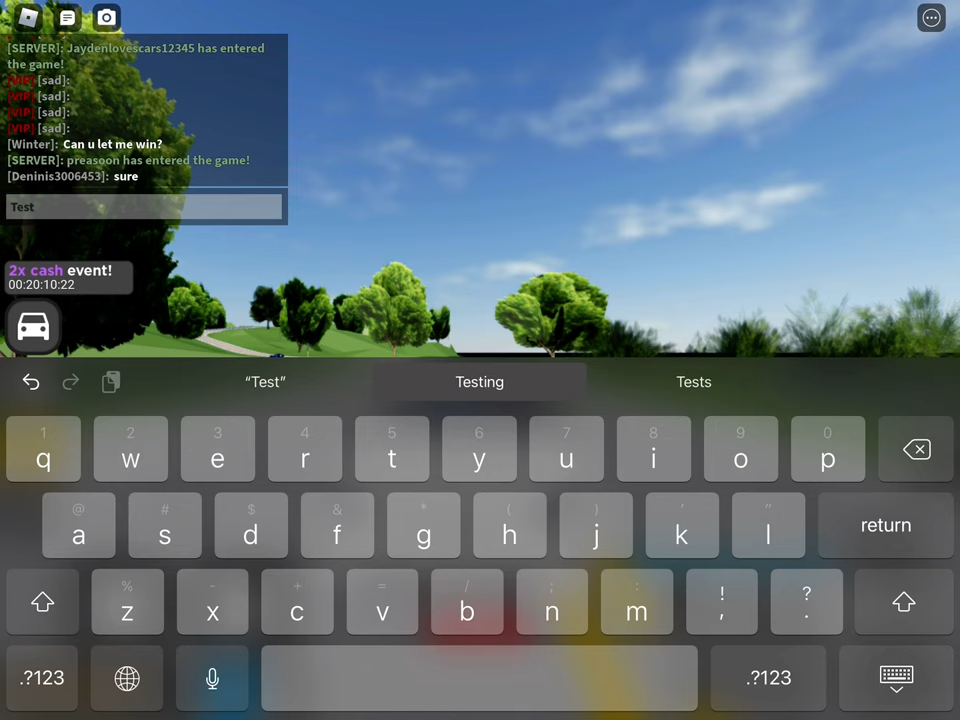 [SERVER]: Jaydenlovescars12345 has entered
the game!
[VIP] [sad]:
[VIP] [sad]:
[VIP] [sad]:
[VIP] [sad]:
[Winter]: Can u let me win?
[SERVER]: preasoon has entered the game!
[Deninis3006453]: sure
Test
2x cash event!
00:20:10:22
“Test” Testing Tests
1 2 3 4 5 6 7 8 9 0
q w e r t y u i o p
@ # $ & * ( ) ' "
a s d f g h j k l return
% - + = / ; : ! ?
z x c v b n m , .
.?123 .?123